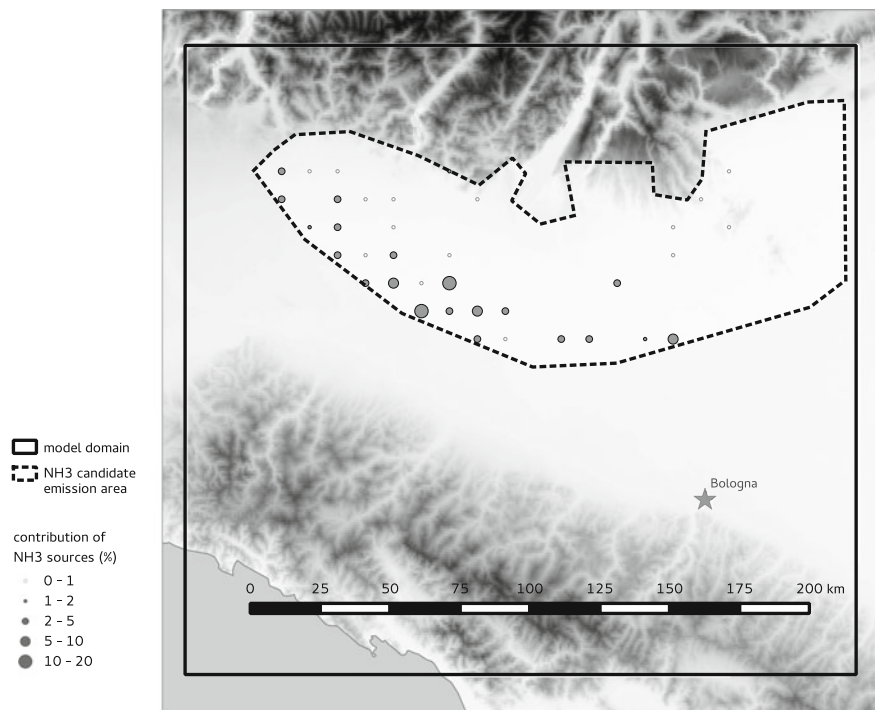 Bologna
model domain
NH3 candidate
emission area
contribution of
NH3 sources (%)
0 - 1
1 - 2
2 - 5
5 - 10
10 - 20
0 25 50 75 100 125 150 175 200 km